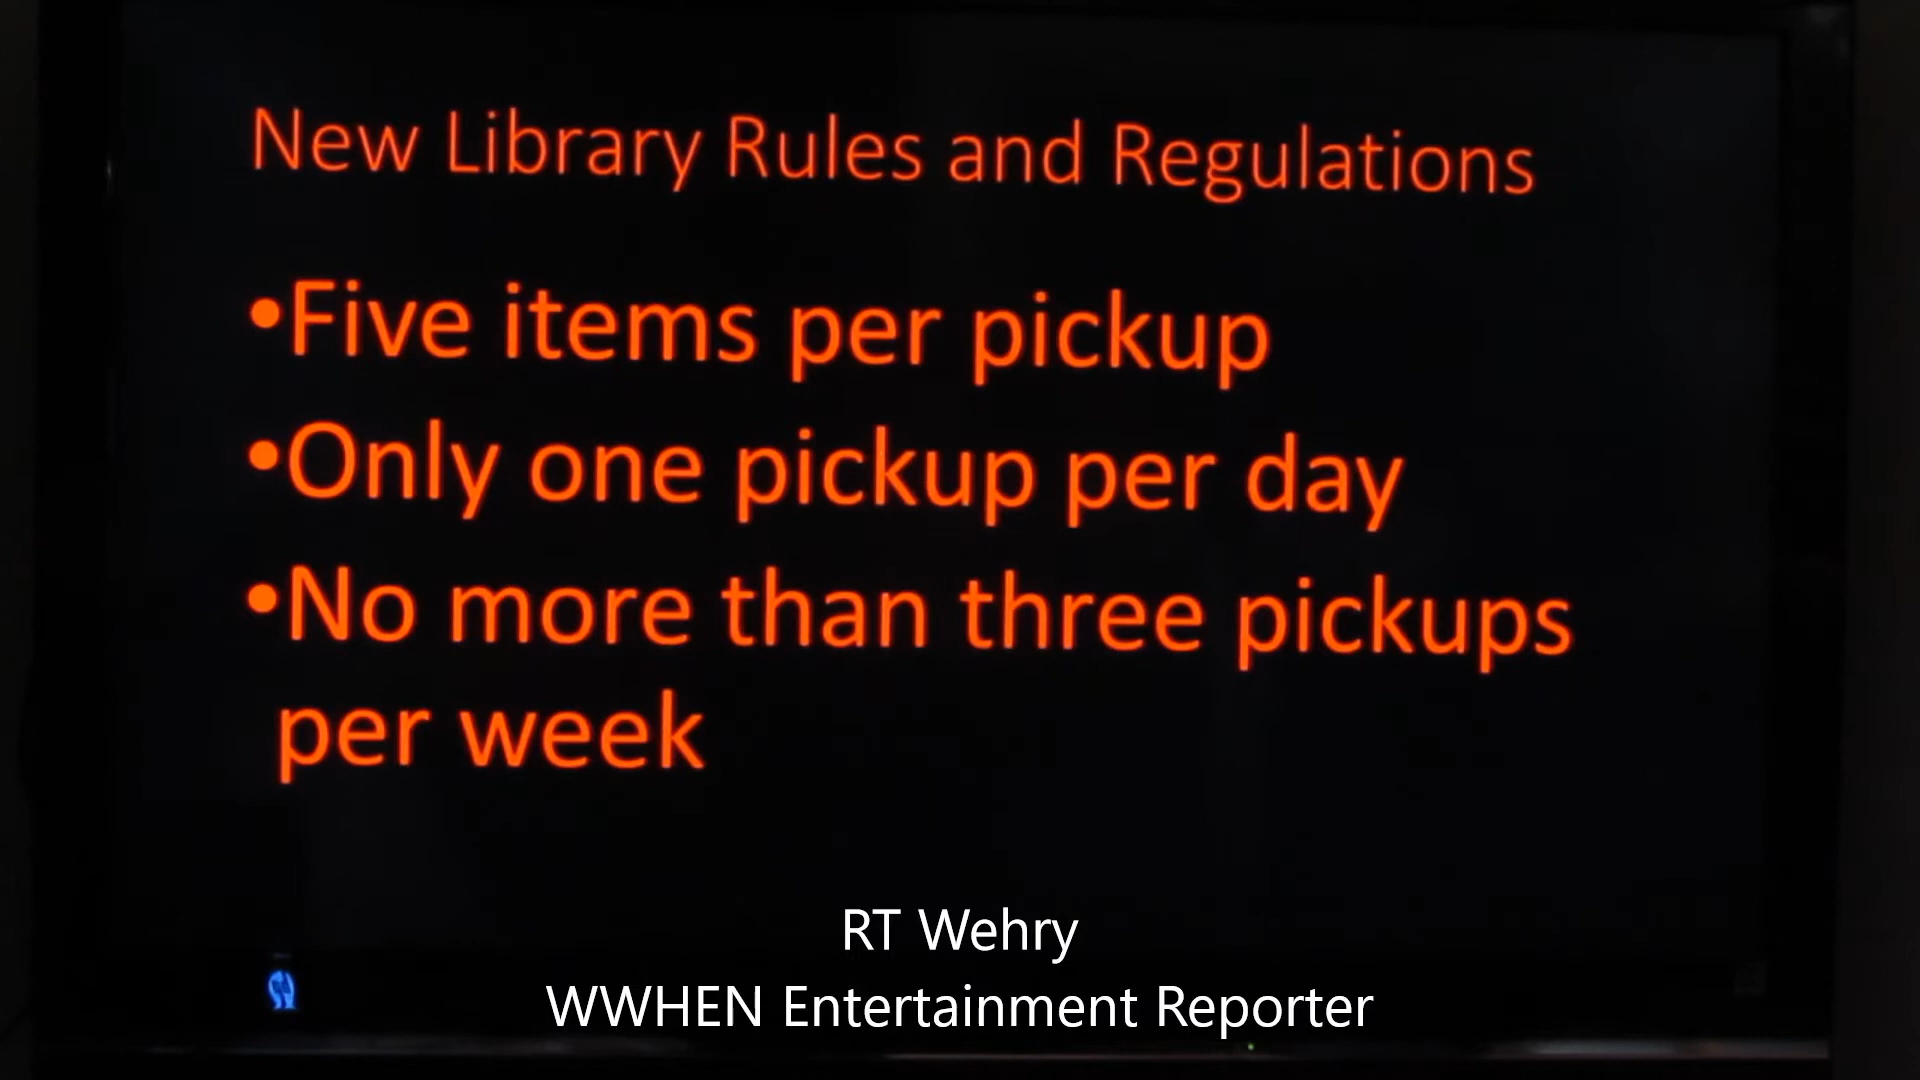 New Library Rules and Regulations
•Five items per pickup
•Only one pickup per day
•No more than three pickups
per week
RT Wehry
WWHEN Entertainment Reporter